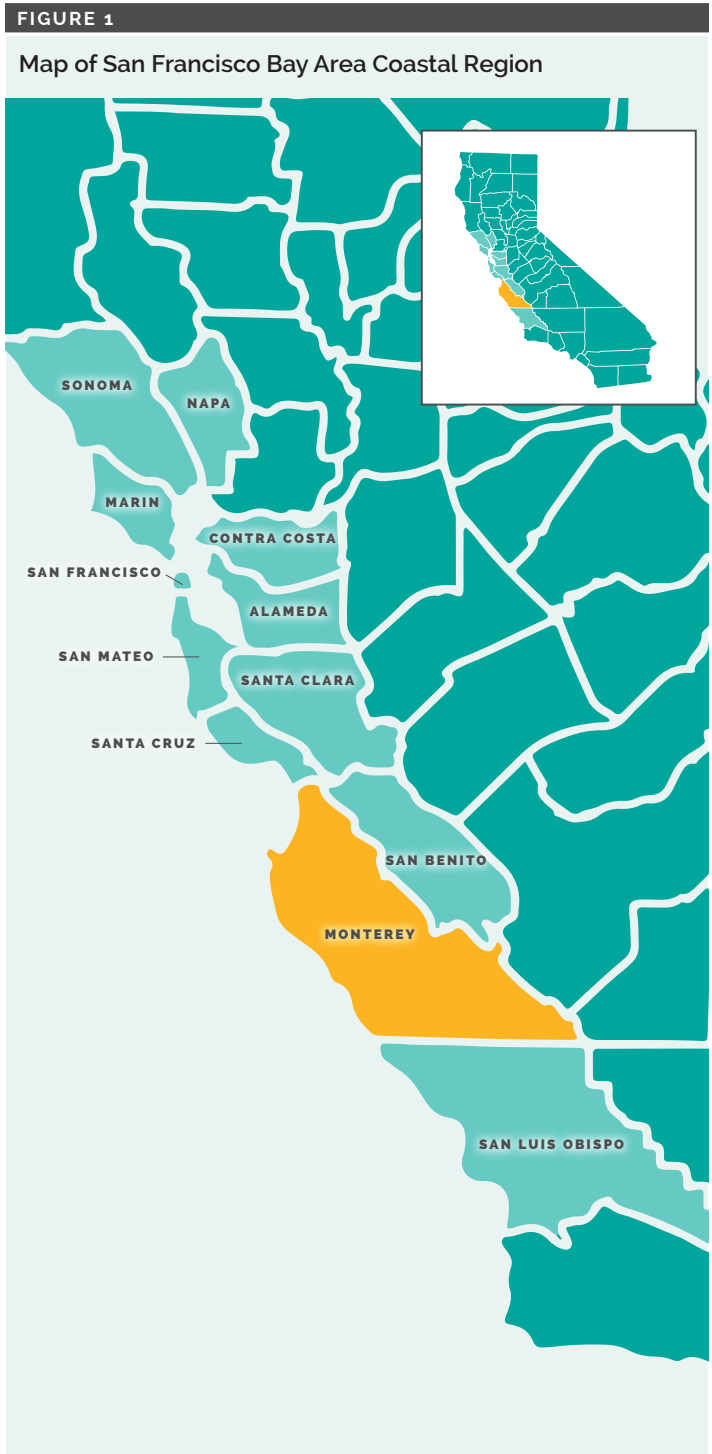 FIGURE 1
Map of San Francisco Bay Area Coastal Region
SONOMA
NAPA
MARIN
CONTRA COSTA
SAN FRANCISCO
ALAMEDA
SAN MATEO
SANTA CLARA
SANTA CRUZ
SAN BENITO
MONTEREY
SAN LUIS OBISPO